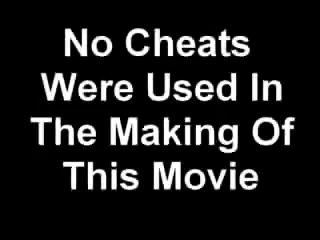 No Cheats
Were Used In
The Making Of
This Movie